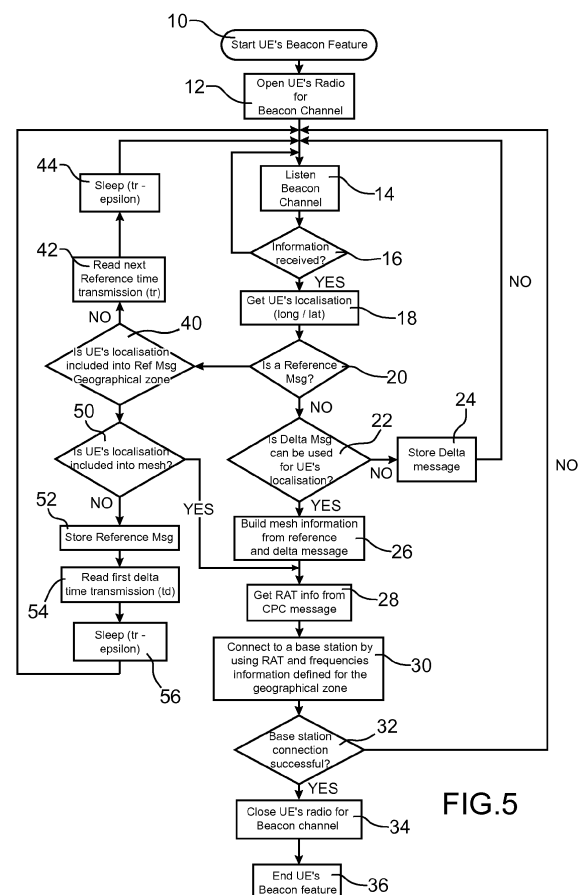 10
Start UE's Beacon Feature
12
Open UE's Radio
for
Beacon Channel
44
Sleep (tr -
epsilon)
Listen
Beacon
Channel
14
42
Read next
Reference time
transmission (tr)
Information
received?
16
NO
YES
Get UE's localisation
(long / lat)
18
NO
40
Is UE's localisation
included into Ref Msg
Geographical zone
Is a Reference
Msg?
20
NO
50
Is UE's localisation
included into mesh?
Is Delta Msg
can be used
for UE's
localisation?
22
NO
24
Store Delta
message
NO
NO
YES
YES
52
Store Reference Msg
Build mesh information
from reference
and delta message
26
54
Read first delta
time transmission (td)
Get RAT info from
CPC message
28
Sleep (tr -
epsilon)
56
Connect to a base station by
using RAT and frequencies
information defined for the
geographical zone
30
Base station
connection
successful?
32
YES
Close UE's radio for
Beacon channel
34
FIG.5
End UE's
Beacon feature
36